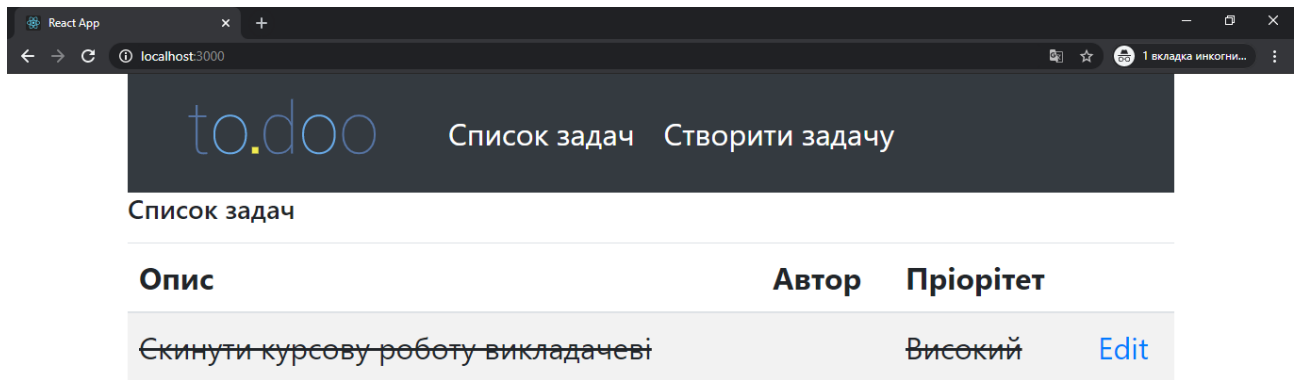 React App
localhost:3000
1 вкладка инкогни...
to.doo Список задач Створити задачу
Список задач
Опис Автор Пріорітет
Скинути курсову роботу викладачеві Високий Edit